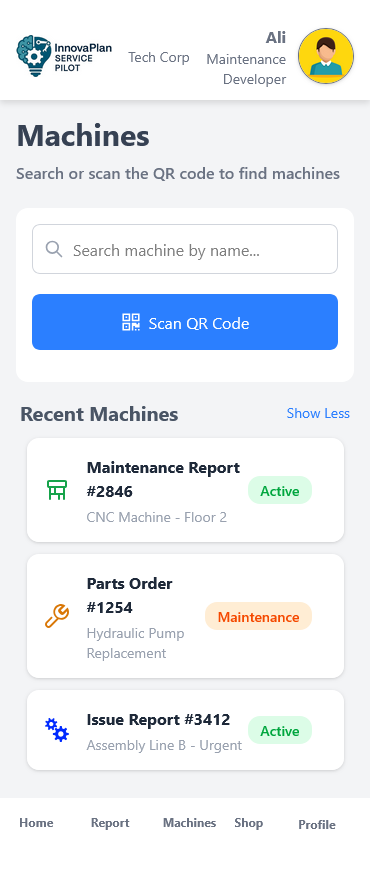 InnovaPlan
SERVICE
PILOT
Tech Corp
Ali
Maintenance
Developer
Machines
Search or scan the QR code to find machines
Search machine by name...
Scan QR Code
Recent Machines
Show Less
Maintenance Report
#2846
CNC Machine - Floor 2
Active
Parts Order
#1254
Hydraulic Pump
Replacement
Maintenance
Issue Report #3412
Assembly Line B - Urgent
Active
Home
Report
Machines
Shop
Profile